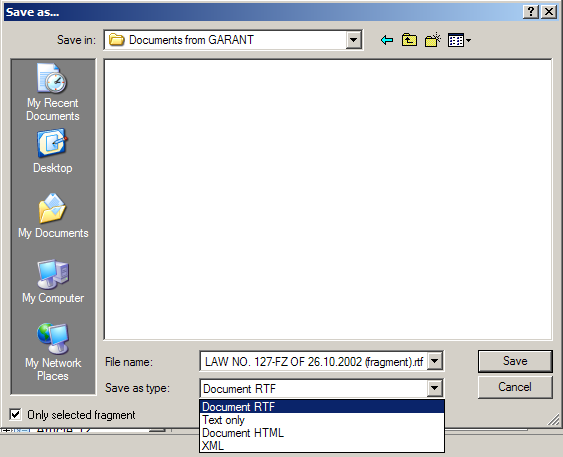 Save as...
Save in:
Documents from GARANT
My Recent
Documents
Desktop
My Documents
My Computer
My Network
Places
File name:
LAW NO. 127-FZ OF 26.10.2002 (fragment).rtf
Save
Save as type:
Document RTF
Cancel
Document RTF
Text only
Document HTML
XML
Only selected fragment